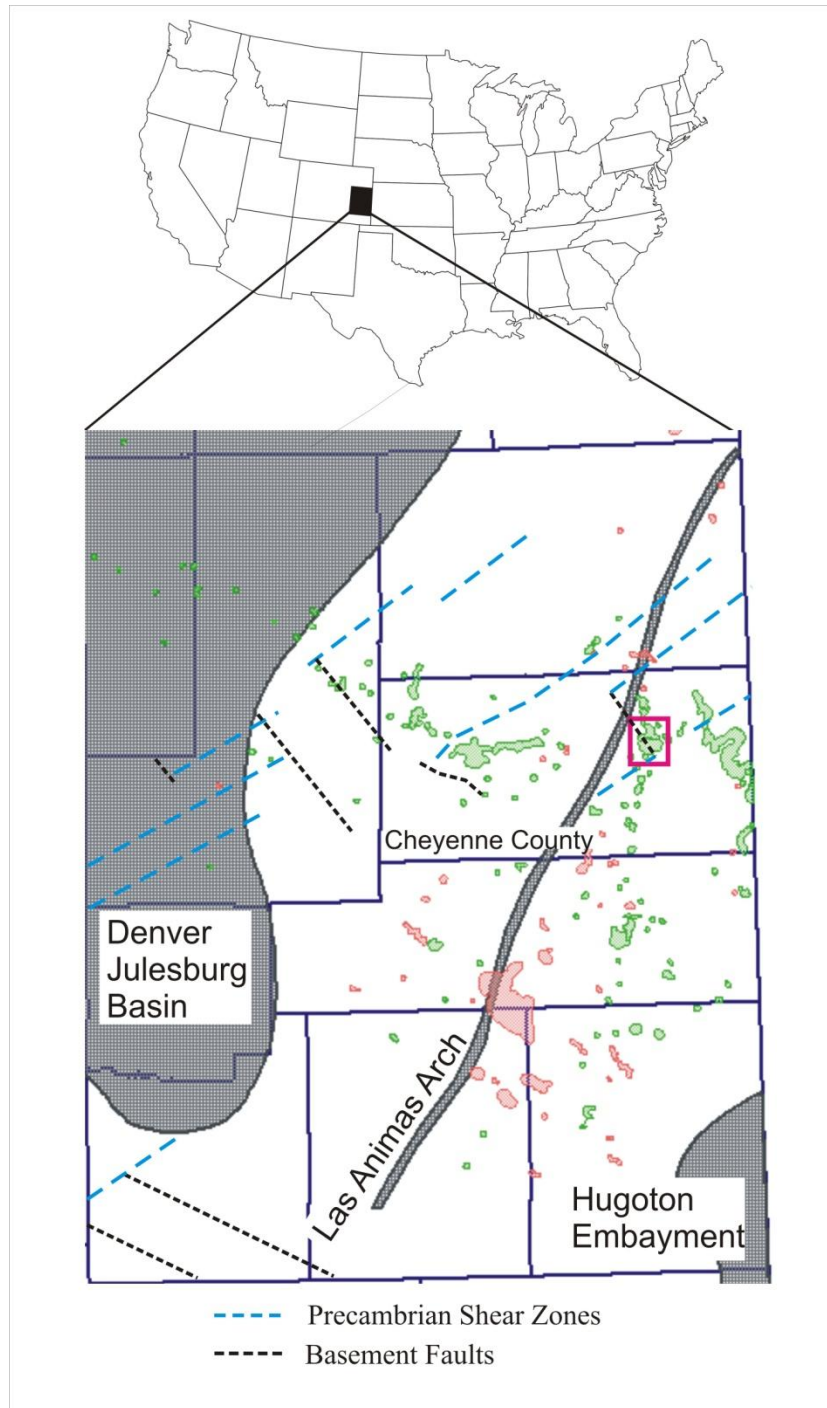 Cheyenne County
Denver
Julesburg
Basin
Las Animas Arch
Hugoton
Embayment
Precambrian Shear Zones
Basement Faults